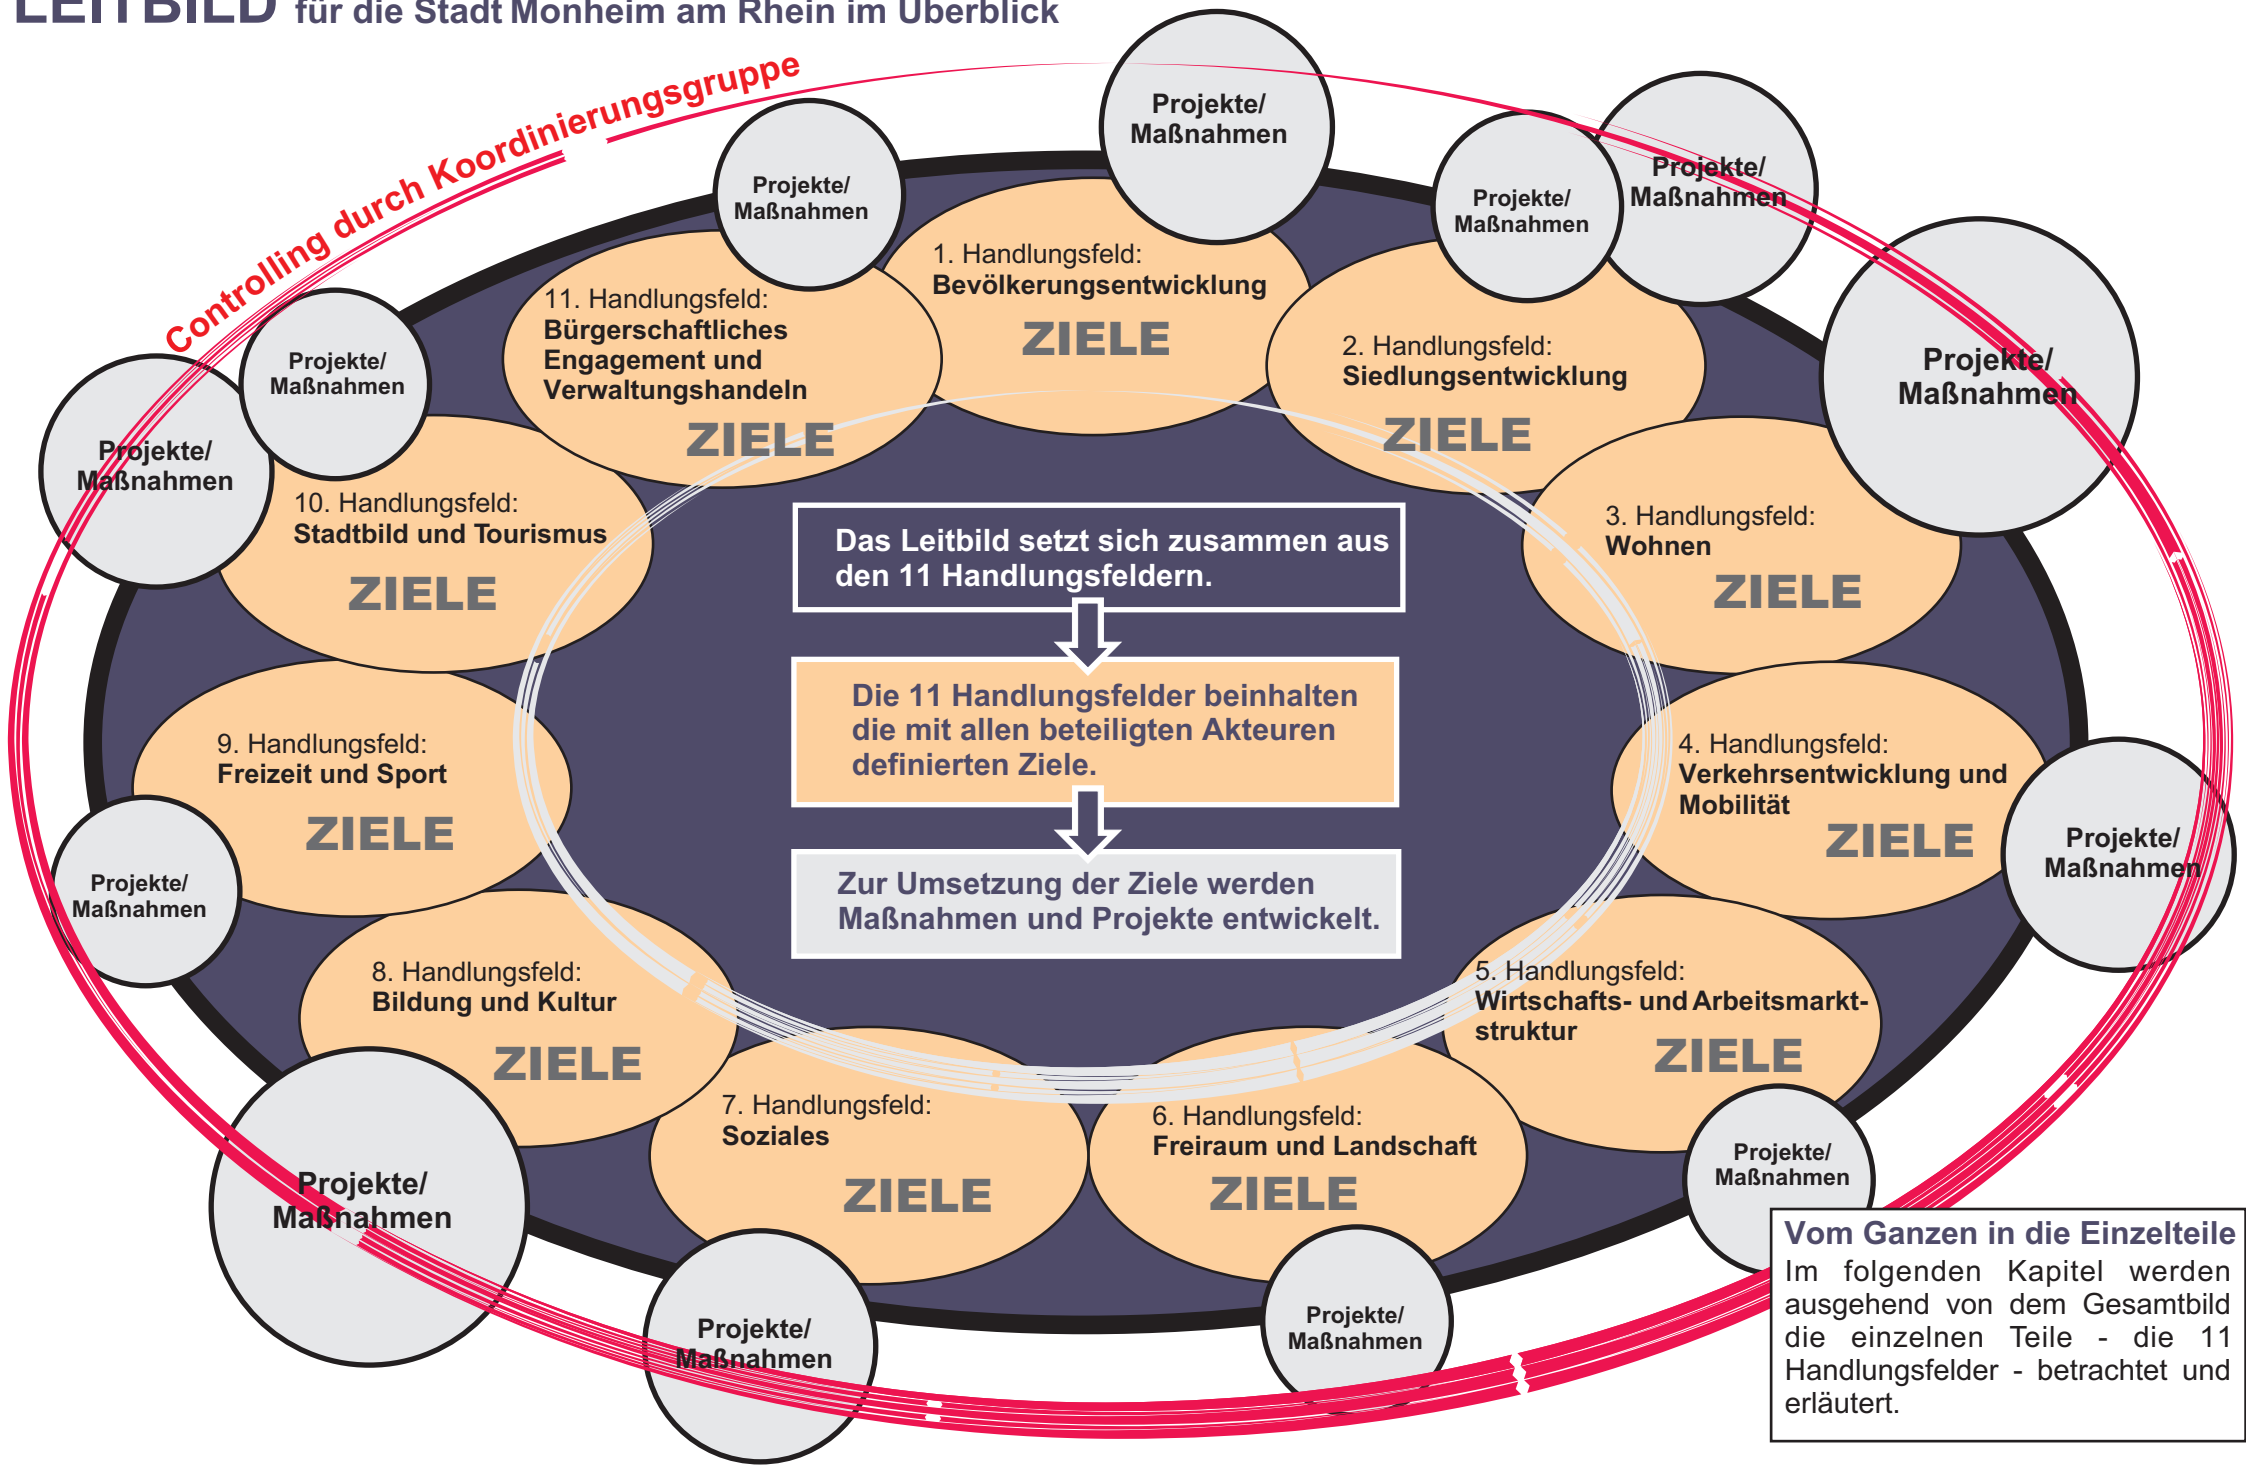 LEITBILD für die Stadt Monheim am Rhein im Überblick
Controlling durch Koordinierungsgruppe
Projekte/
Maßnahmen
Projekte/
Maßnahmen
Projekte/
Maßnahmen
Projekte/
Maßnahmen
Projekte/
Maßnahmen
Projekte/
Maßnahmen
Projekte/
Maßnahmen
Projekte/
Maßnahmen
Projekte/
Maßnahmen
Projekte/
Maßnahmen
Projekte/
Maßnahmen
Projekte/
Maßnahmen
Projekte/
Maßnahmen
1. Handlungsfeld:
Bevölkerungsentwicklung
ZIELE
2. Handlungsfeld:
Siedlungsentwicklung
ZIELE
3. Handlungsfeld:
Wohnen
ZIELE
4. Handlungsfeld:
Verkehrsentwicklung und
Mobilität
ZIELE
5. Handlungsfeld:
Wirtschafts- und Arbeitsmarkt-
struktur
ZIELE
6. Handlungsfeld:
Freiraum und Landschaft
ZIELE
7. Handlungsfeld:
Soziales
ZIELE
8. Handlungsfeld:
Bildung und Kultur
ZIELE
9. Handlungsfeld:
Freizeit und Sport
ZIELE
10. Handlungsfeld:
Stadtbild und Tourismus
ZIELE
11. Handlungsfeld:
Bürgerschaftliches
Engagement und
Verwaltungshandeln
ZIELE
Das Leitbild setzt sich zusammen aus
den 11 Handlungsfeldern.
Die 11 Handlungsfelder beinhalten
die mit allen beteiligten Akteuren
definierten Ziele.
Zur Umsetzung der Ziele werden
Maßnahmen und Projekte entwickelt.
Vom Ganzen in die Einzelteile
Im folgenden Kapitel werden
ausgehend von dem Gesamtbild
die einzelnen Teile - die 11
Handlungsfelder - betrachtet und
erläutert.